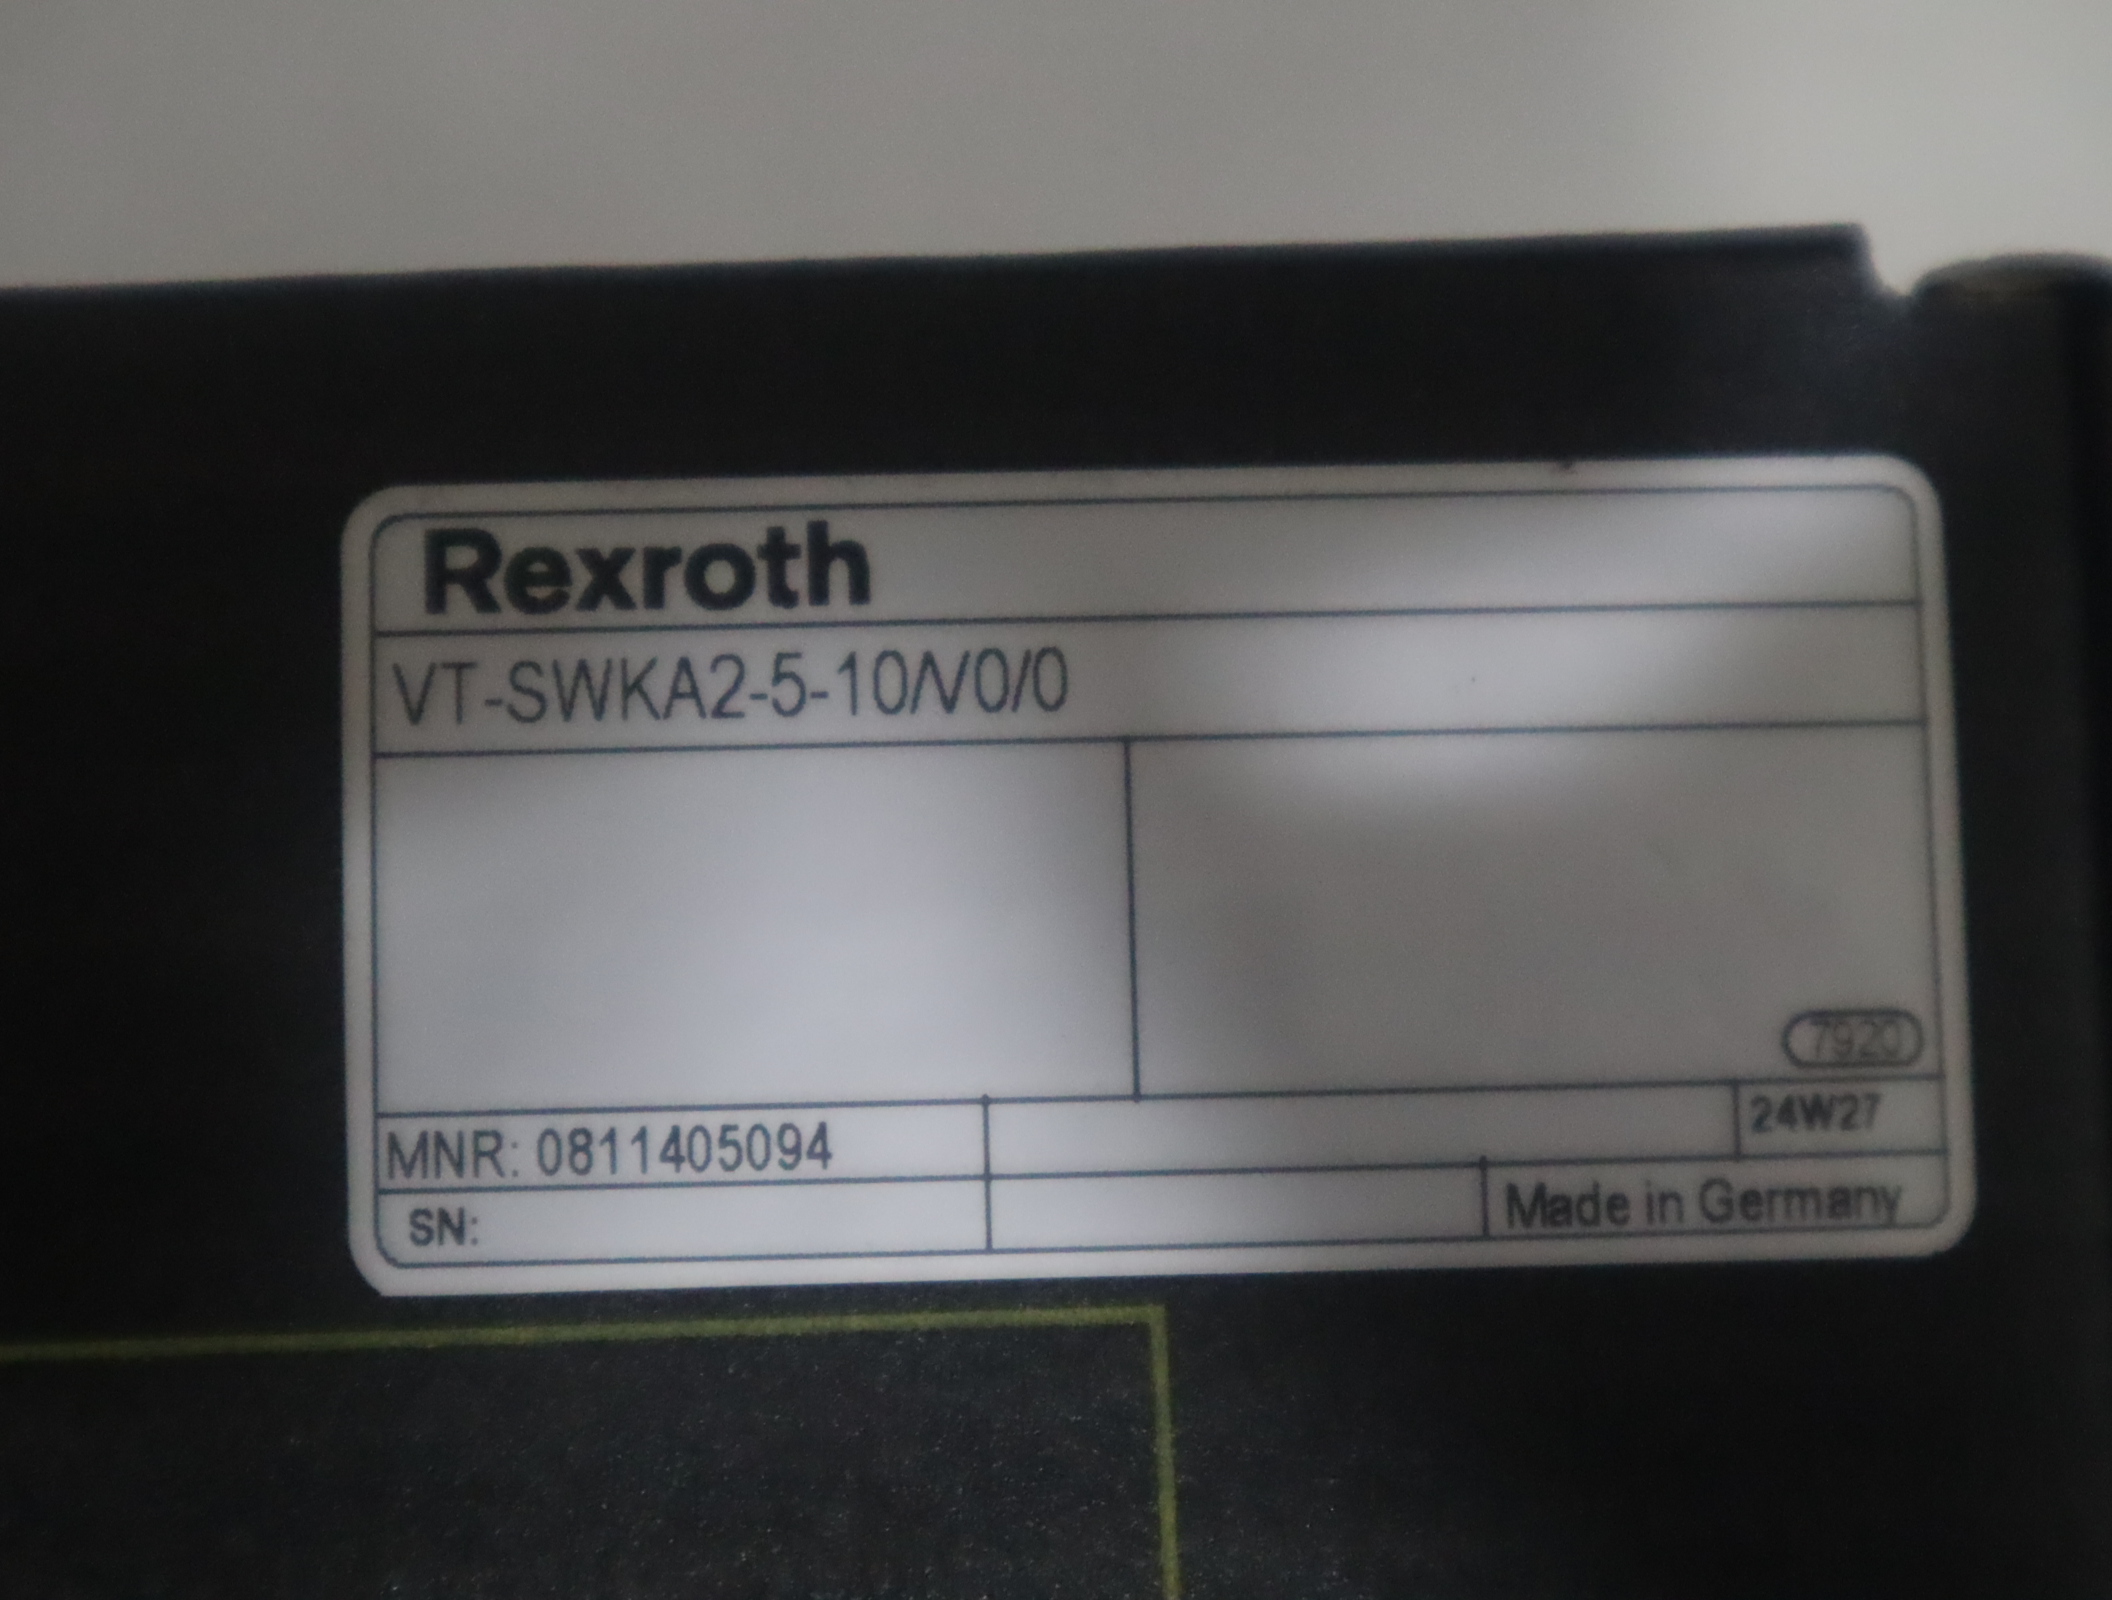 Rexroth
VT-SWKA2-5-10/V0/0
7920
MNR: 0811405094
24W27
SN:
Made in Germany